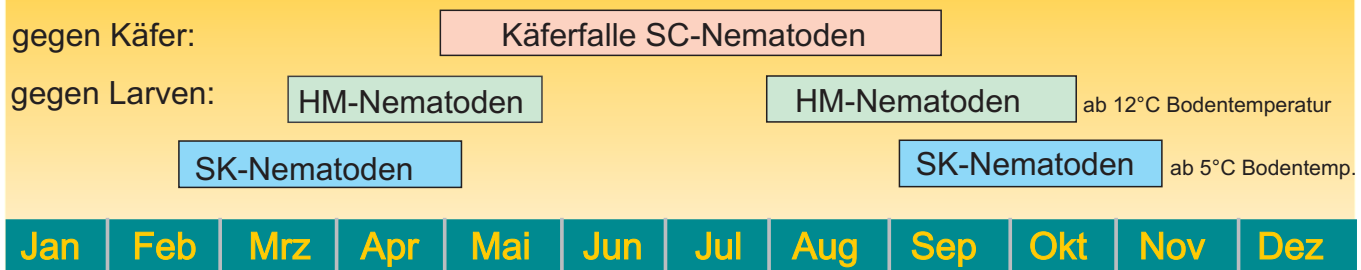 gegen Käfer: Käferfalle SC-Nematoden
gegen Larven: HM-Nematoden HM-Nematoden ab 12°C Bodentemperatur
SK-Nematoden SK-Nematoden ab 5°C Bodentemp.
Jan Feb Mrz Apr Mai Jun Jul Aug Sep Okt Nov Dez